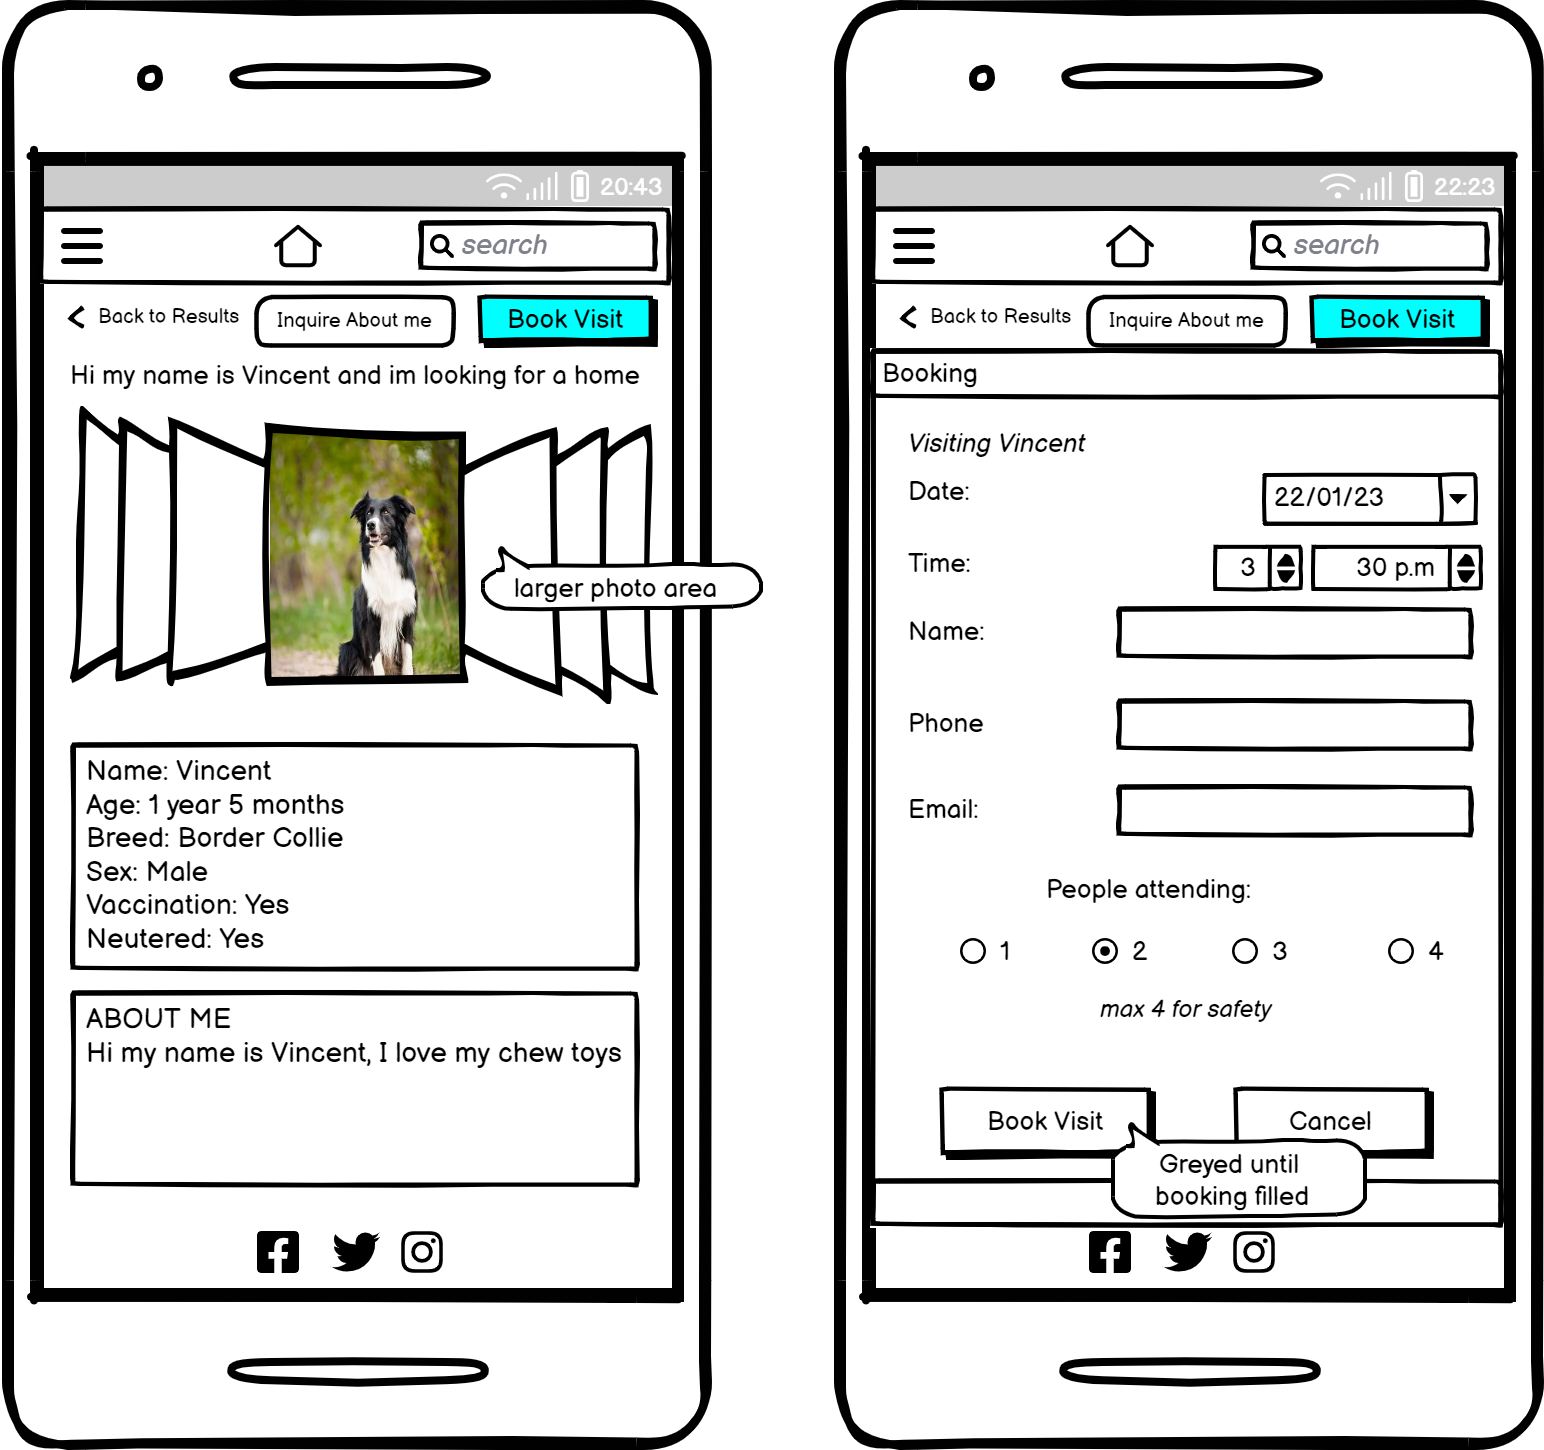 20:43
search
Back to Results
Inquire About me
Book Visit
Hi my name is Vincent and im looking for a home
larger photo area
Name: Vincent
Age: 1 year 5 months
Breed: Border Collie
Sex: Male
Vaccination: Yes
Neutered: Yes
ABOUT ME
Hi my name is Vincent, I love my chew toys
22:23
search
Back to Results
Inquire About me
Book Visit
Booking
Visiting Vincent
Date:
22/01/23
Time:
3
30 p.m
Name:
Phone
Email:
People attending:
1
2
3
4
max 4 for safety
Book Visit
Cancel
Greyed until
booking filled